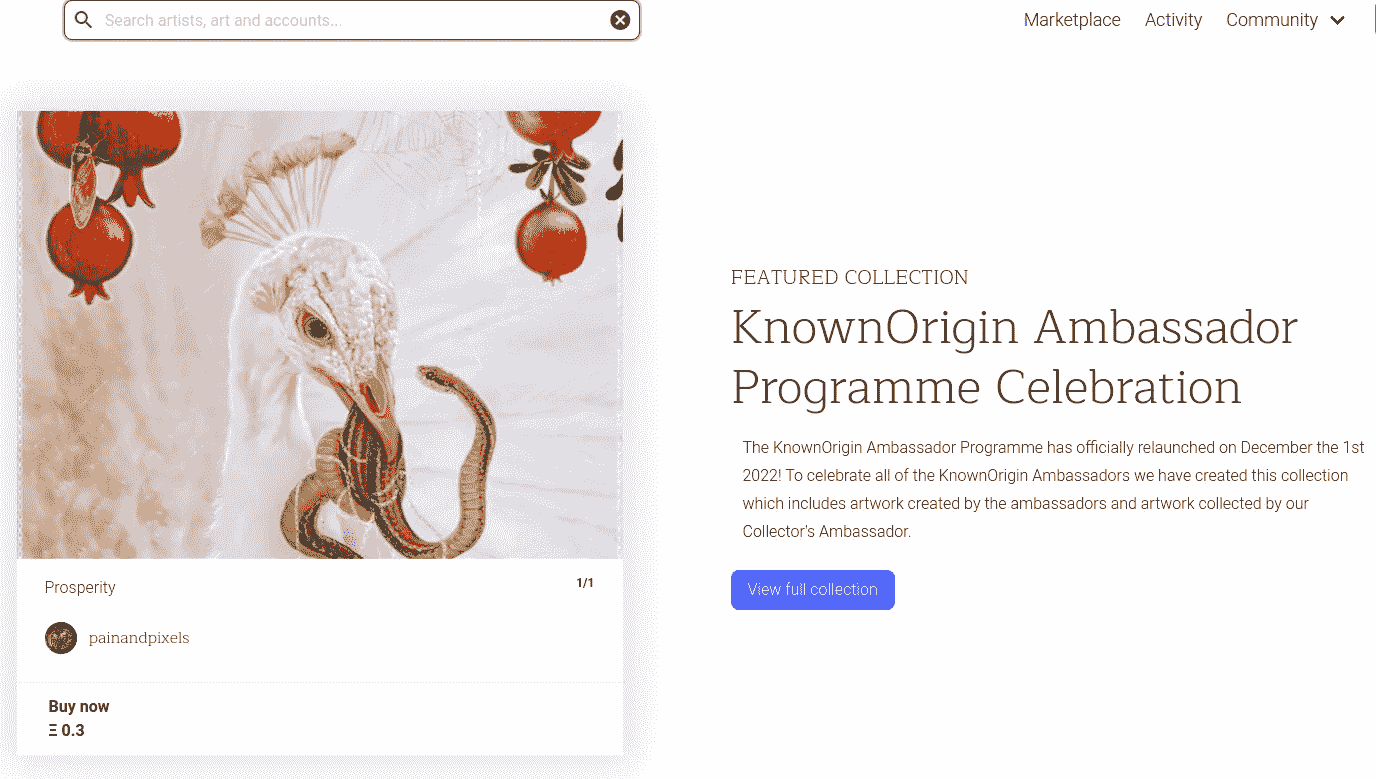 Search artists, art and accounts...
Marketplace Activity Community
FEATURED COLLECTION
KnownOrigin Ambassador
Programme Celebration
The KnownOrigin Ambassador Programme has officially relaunched on December the 1st
2022! To celebrate all of the KnownOrigin Ambassadors we have created this collection
which includes artwork created by the ambassadors and artwork collected by our
Collector's Ambassador.
View full collection
Prosperity
1/1
painandpixels
Buy now
Ξ 0.3